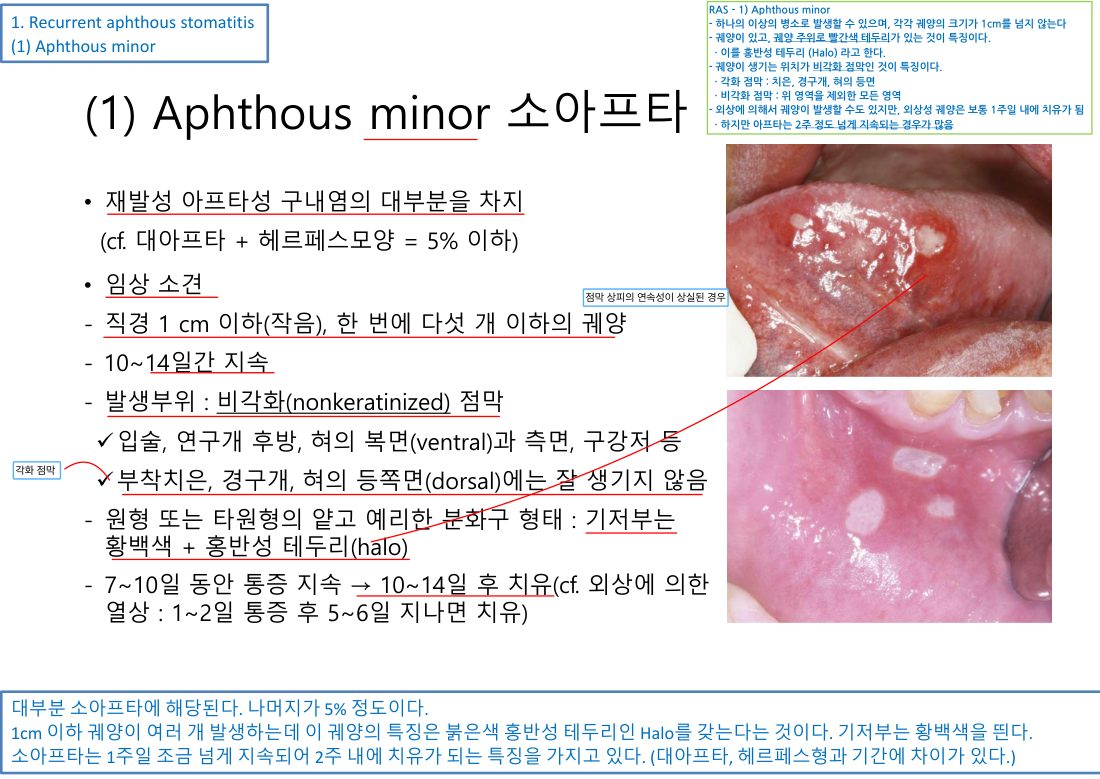 1. Recurrent aphthous stomatitis
(1) Aphthous minor
RAS - 1) Aphthous minor
- 하나의 이상의 병소로 발생할 수 있으며, 각각 궤양의 크기가 1cm를 넘지 않는다
- 궤양이 있고, 궤양 주위로 빨간색 테두리가 있는 것이 특징이다.
· 이를 홍반성 테두리 (Halo) 라고 한다.
- 궤양이 생기는 위치가 비각화 점막인 것이 특징이다.
· 각화 점막 : 치은, 경구개, 혀의 등면
· 비각화 점막 : 위 영역을 제외한 모든 영역
- 외상에 의해서 궤양이 발생할 수도 있지만, 외상성 궤양은 보통 1주일 내에 치유가 됨
· 하지만 아프타는 2주 정도 넘게 지속되는 경우가 많음
(1) Aphthous minor 소아프타
• 재발성 아프타성 구내염의 대부분을 차지
(cf. 대아프타 + 헤르페스모양 = 5% 이하)
• 임상 소견
점막 상피의 연속성이 상실된 경우
- 직경 1 cm 이하(작음), 한 번에 다섯 개 이하의 궤양
- 10~14일간 지속
- 발생부위 : 비각화(nonkeratinized) 점막
✓ 입술, 연구개 후방, 혀의 복면(ventral)과 측면, 구강저 등
각화 점막
✓ 부착치은, 경구개, 혀의 등쪽면(dorsal)에는 잘 생기지 않음
- 원형 또는 타원형의 얕고 예리한 분화구 형태 : 기저부는
황백색 + 홍반성 테두리(halo)
- 7~10일 동안 통증 지속 → 10~14일 후 치유(cf. 외상에 의한
열상 : 1~2일 통증 후 5~6일 지나면 치유)
대부분 소아프타에 해당된다. 나머지가 5% 정도이다.
1cm 이하 궤양이 여러 개 발생하는데 이 궤양의 특징은 붉은색 홍반성 테두리인 Halo를 갖는다는 것이다. 기저부는 황백색을 띈다.
소아프타는 1주일 조금 넘게 지속되어 2주 내에 치유가 되는 특징을 가지고 있다. (대아프타, 헤르페스형과 기간에 차이가 있다.)